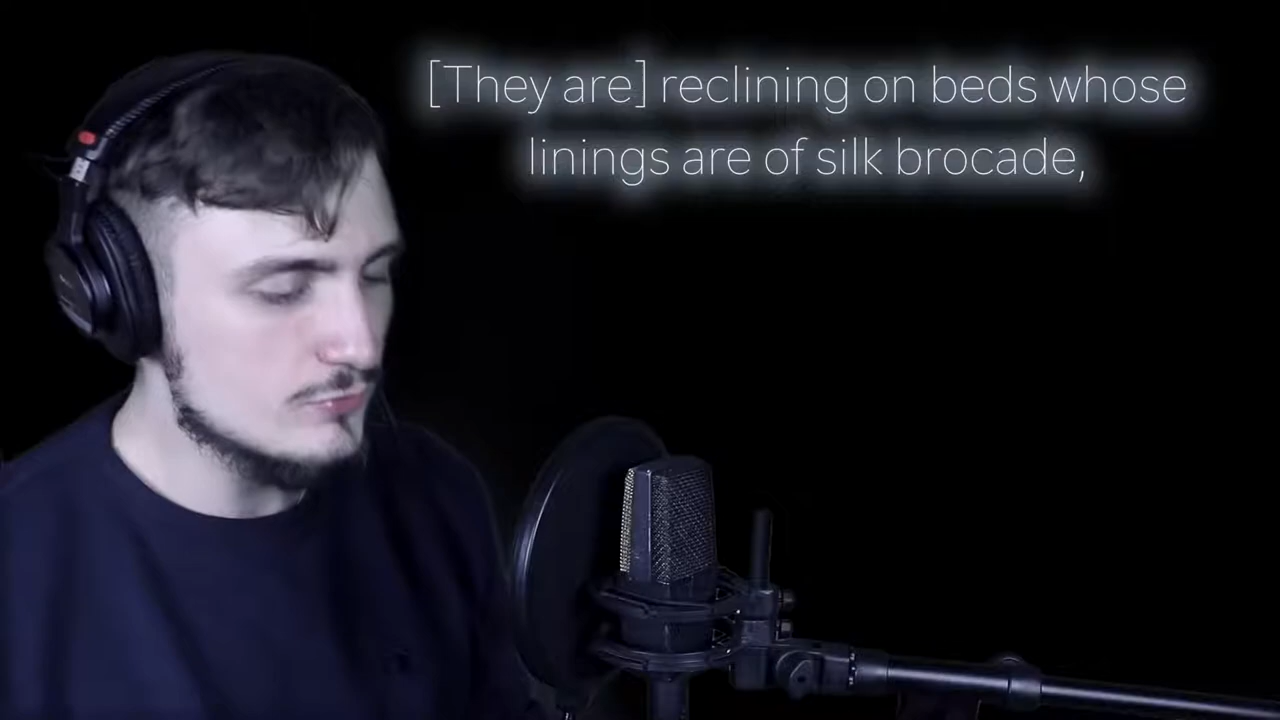 [They are] reclining on beds whose
linings are of silk brocade,